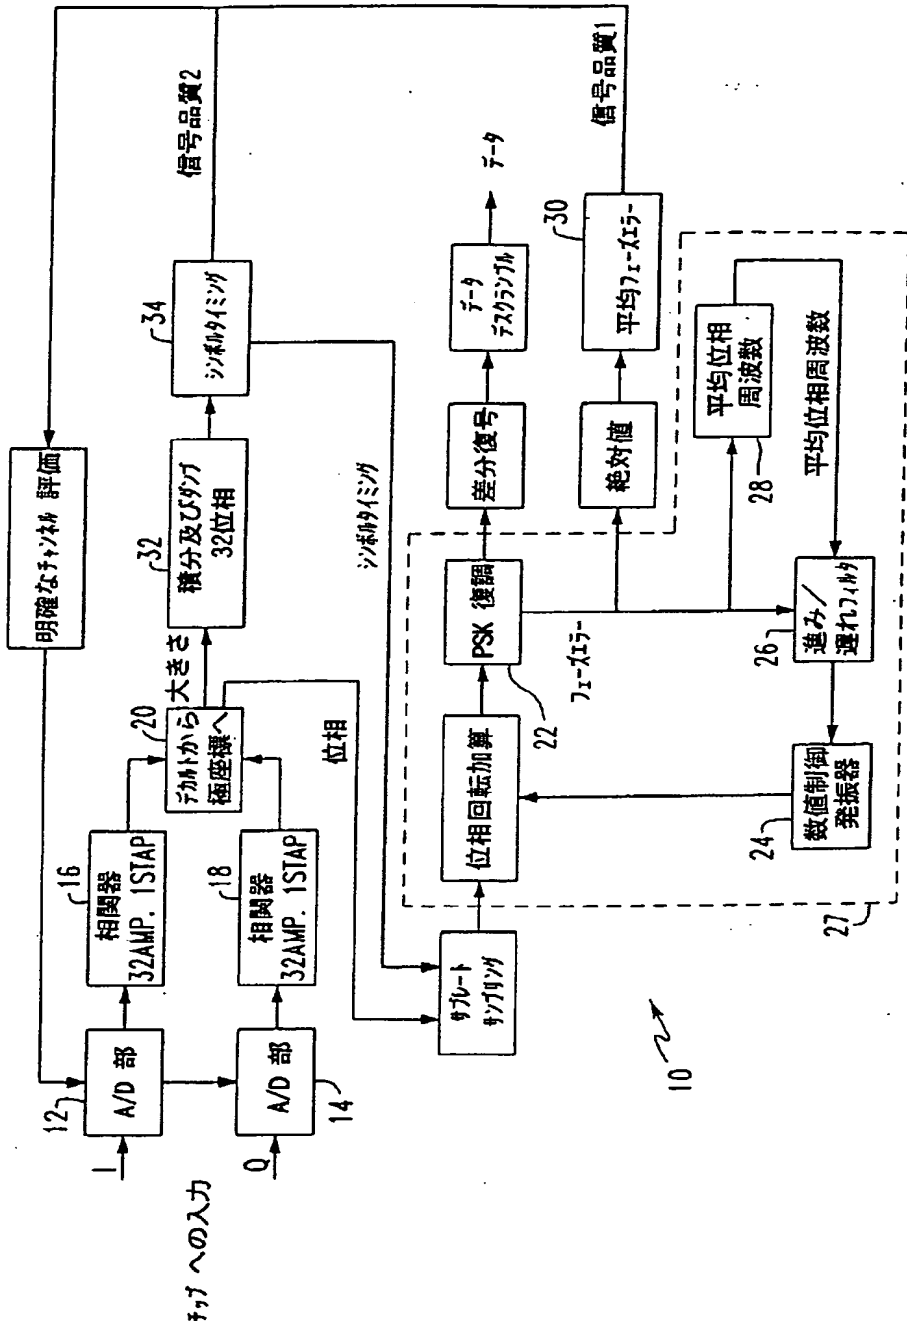 チップ への入力
I
Q
12
A/D 部
A/D 部
14
16
相関器
32AMP. 1STAP
18
相関器
32AMP. 1STAP
20
デカルトから
極座標へ
大きさ
位相
32
積分及びダンプ
32位相
34
シンボルタイミング
明確なチャンネル 評価
信号品質2
信号品質1
シンボルタイミング
サブレート
サンプリング
位相回転加算
PSK 復調
22
差分復号
データ
デスクランブル
データ
フェーズエラー
絶対値
平均フェーズエラー
30
平均位相
周波数
28
平均位相周波数
進み/
遅れフィルタ
26
数値制御
発振器
24
27
10